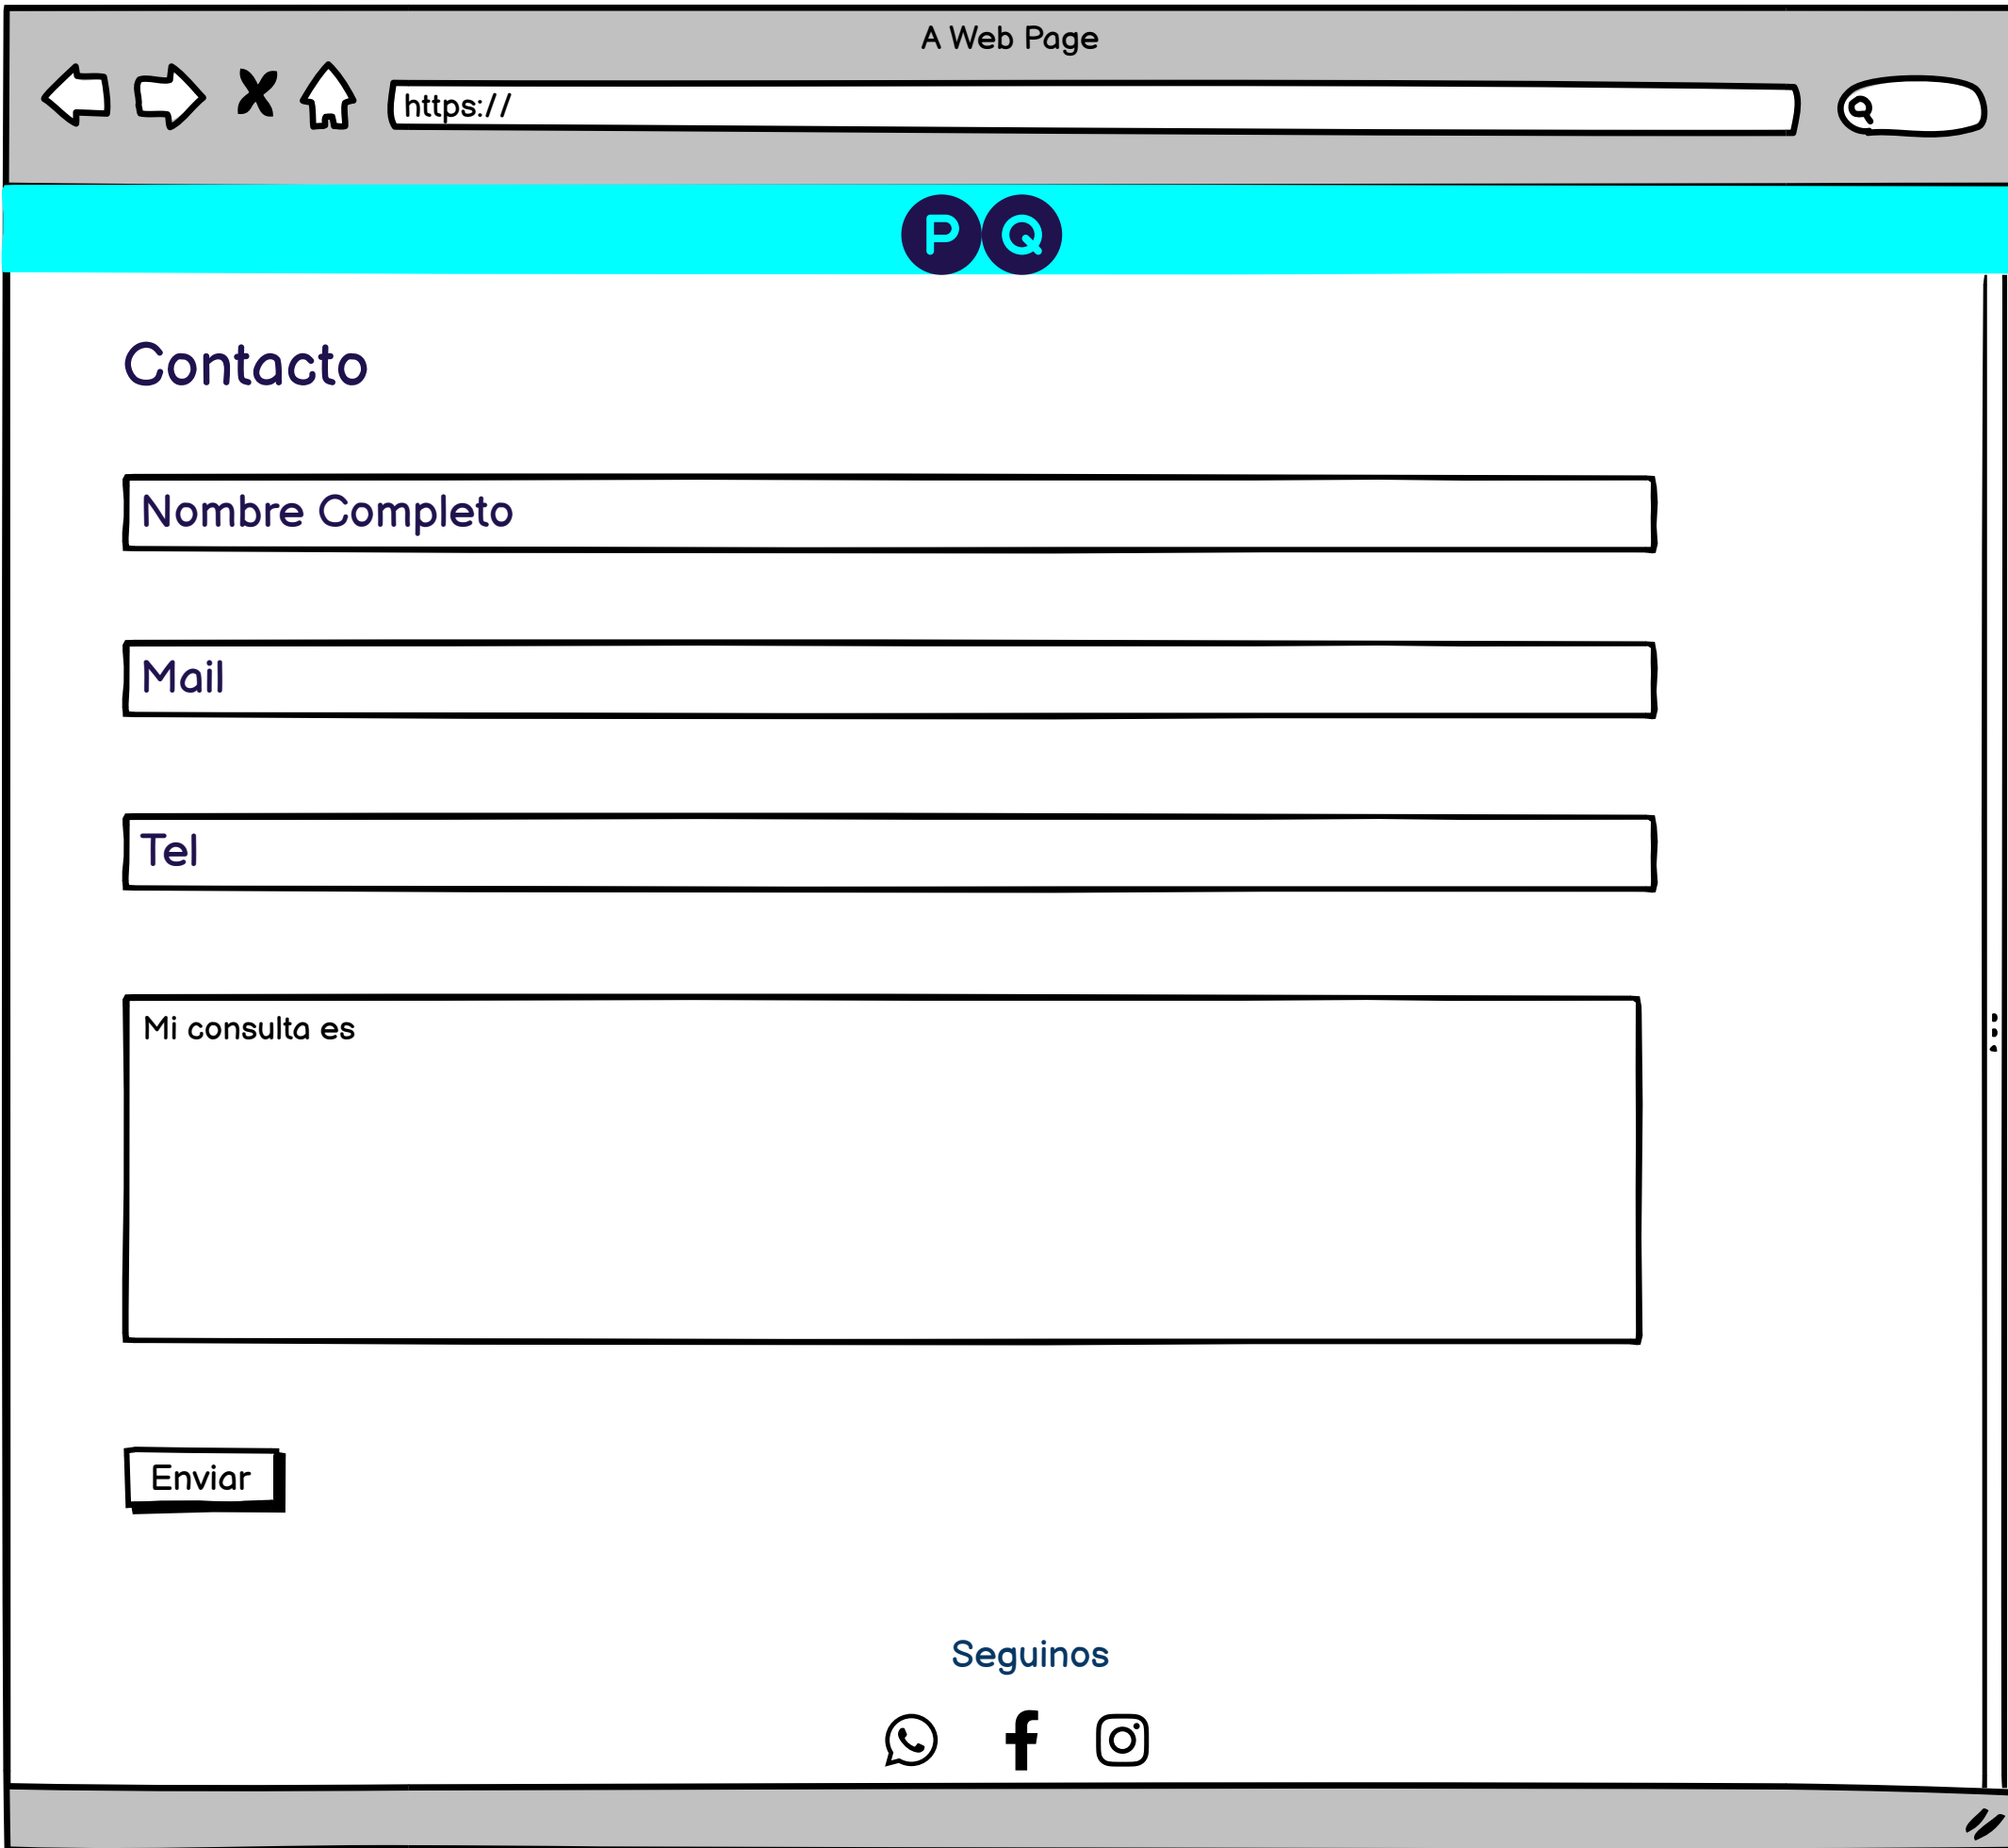 A Web Page
https://
PQ
Contacto
Nombre Completo
Mail
Tel
Mi consulta es
Enviar
Seguinos